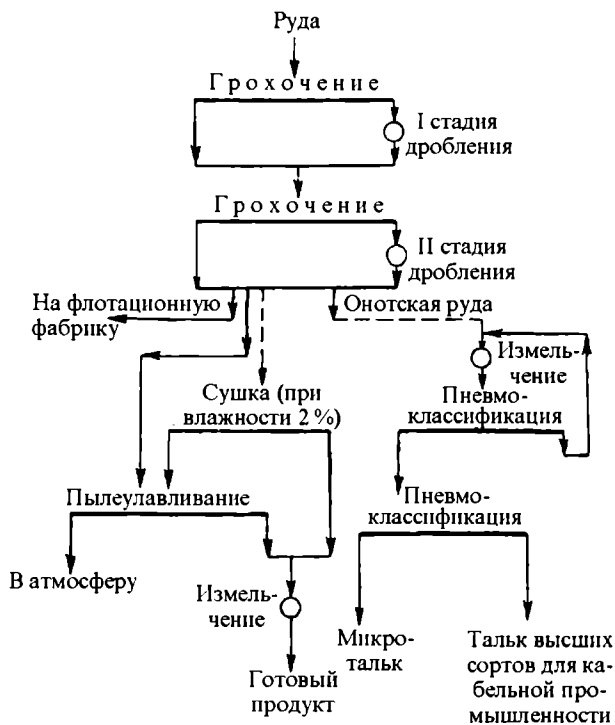 Руда
Грохочение
I стадия
дробления
Грохочение
II стадия
дробления
На флотационную
фабрику
Онотская руда
Измель-
чение
Сушка (при
влажности 2 %)
Пневмо-
классификация
Пылеулавливание
Пневмо-
классификация
В атмосферу
Измель-
чение
Готовый
продукт
Микро-
тальк
Тальк высших
сортов для ка-
бельной про-
мышленности